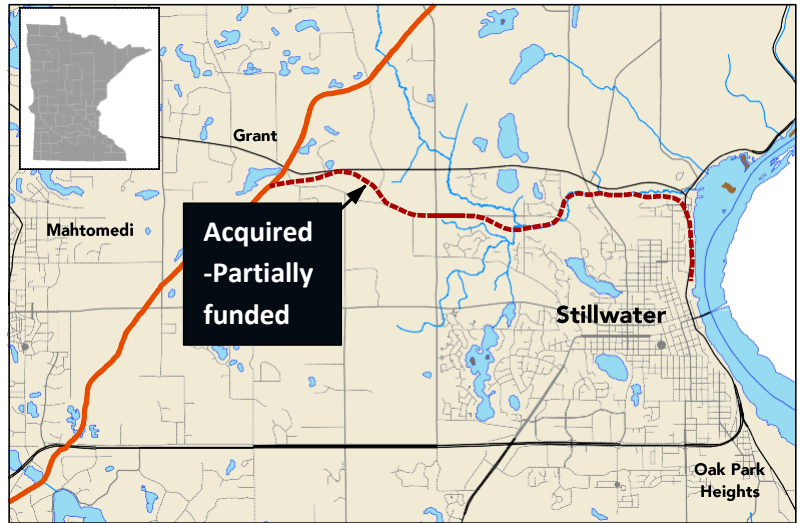 Grant
Mahtomedi
Acquired
-Partially
funded
Stillwater
Oak Park
Heights